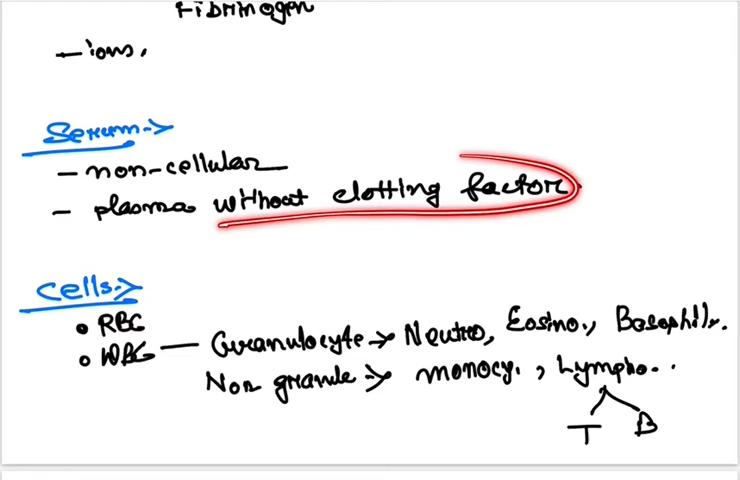 Fibrinogen
– ions.
Serum->
– non-cellular
– plasma without clotting factor.
Cells->
• RBC
• WBC — Granulocyte -> Neutro, Eosino., Basophil.
Non granule -> monocy. , Lympho...
T B